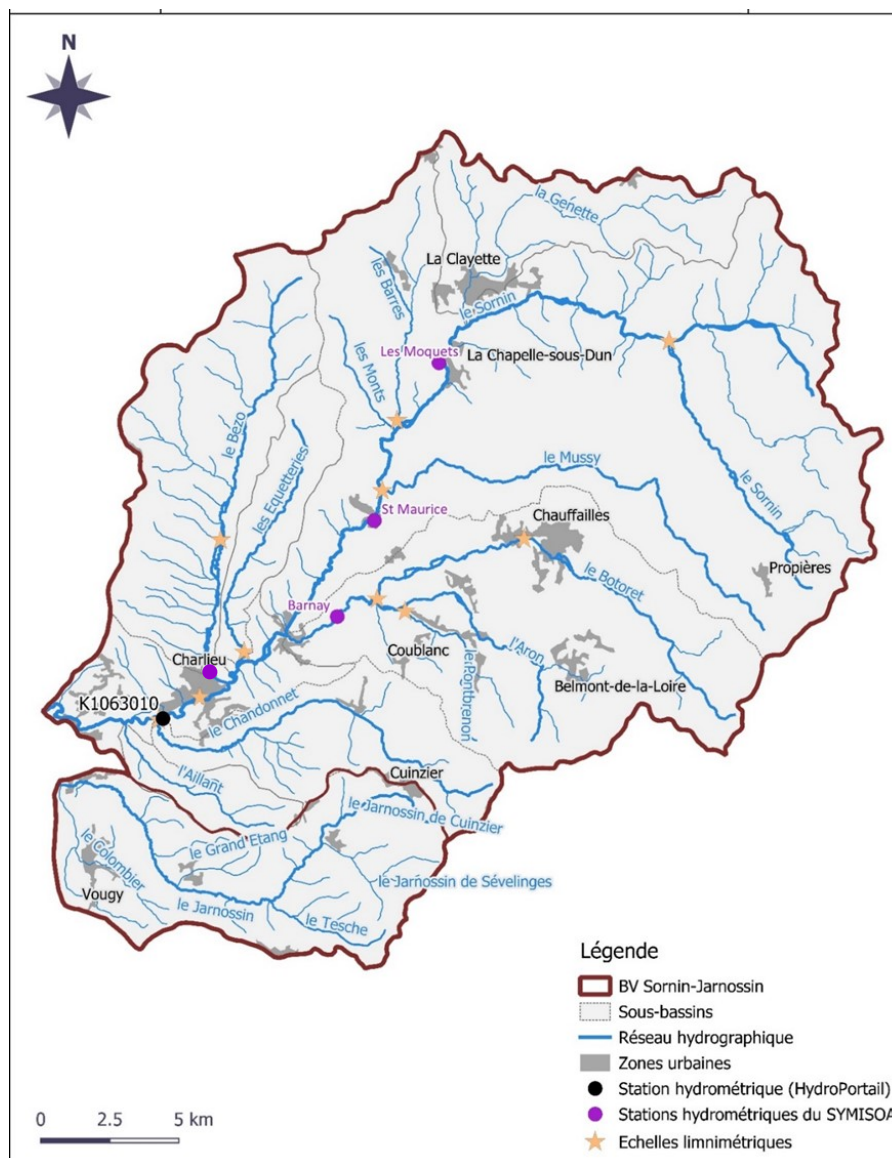 N
la Genette
La Clayette
les Barres
le Sornin
Les Moquets
La Chapelle-sous-Dun
les Monts
le Bezo
les Equetteries
le Mussy
le Sornin
St Maurice
Chauffailles
Propières
le Botoret
Barnay
Charlieu
Coublanc
l'Aron
le Pontbrenon
Belmont-de-la-Loire
K1063010
le Chandonnet
l'Aillant
Cuinzier
le Jarnossin de Cuinzier
le Grand Etang
le Colombier
le Jarnossin de Sévelinges
Vougy
le Jarnossin
le Tesche
Légende
BV Sornin-Jarnossin
Sous-bassins
Réseau hydrographique
Zones urbaines
Station hydrométrique (HydroPortail)
Stations hydrométriques du SYMISOA
Echelles limnimétriques
0 2.5 5 km